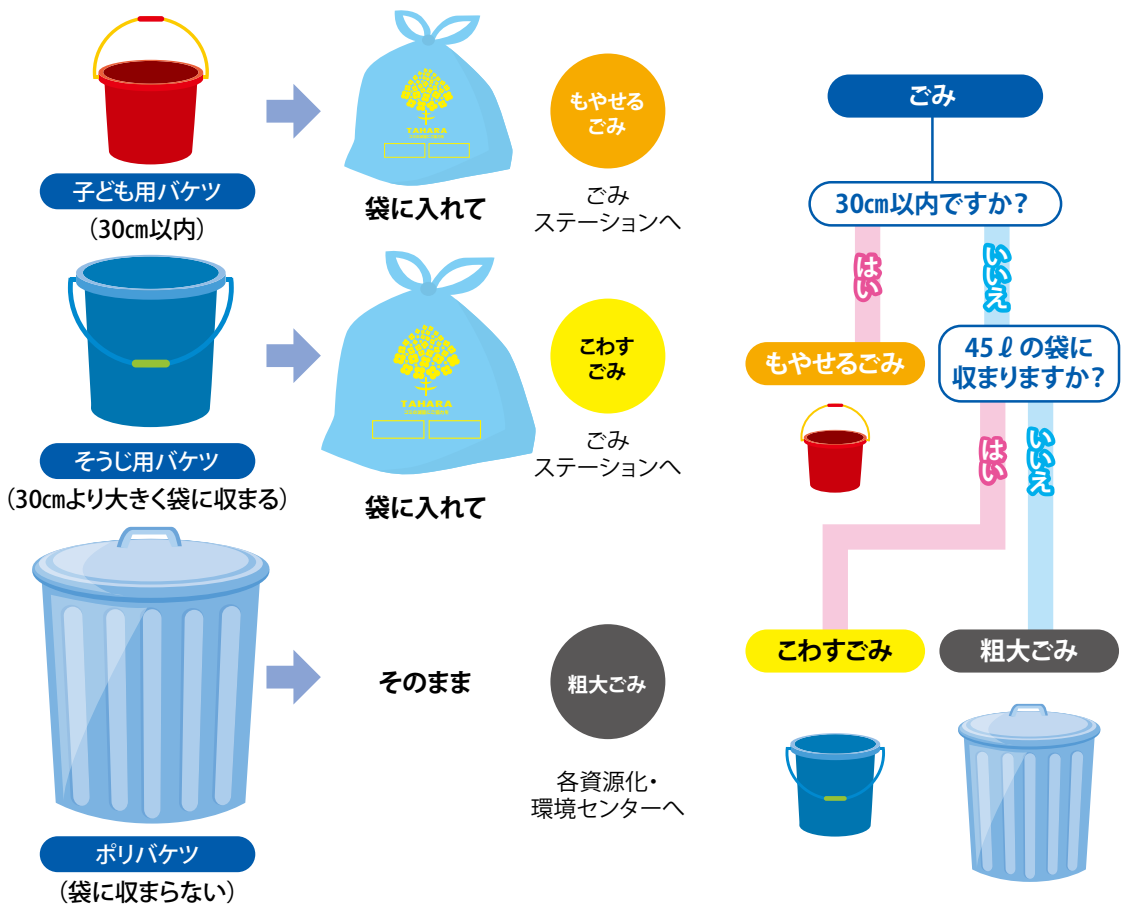 TAHARA
もやせる
ごみ
子ども用バケツ
(30㎝以内)
袋に入れて
ごみ
ステーションへ
TAHARA
こわす
ごみ
そうじ用バケツ
(30㎝より大きく袋に収まる)
袋に入れて
ごみ
ステーションへ
そのまま
粗大ごみ
各資源化・
環境センターへ
ポリバケツ
(袋に収まらない)
ごみ
30㎝以内ですか?
はい
いいえ
もやせるごみ
45ℓの袋に
収まりますか?
はい
いいえ
こわすごみ
粗大ごみ